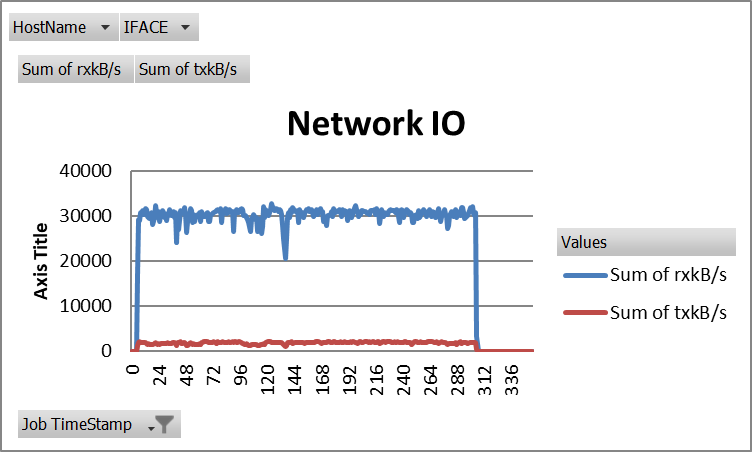 HostName IFACE
Sum of rxkB/s Sum of txkB/s
Network IO
40000
30000
20000
10000
0
Axis Title
0 24 48 72 96 120 144 168 192 216 240 264 288 312 336
Values
Sum of rxkB/s
Sum of txkB/s
Job TimeStamp